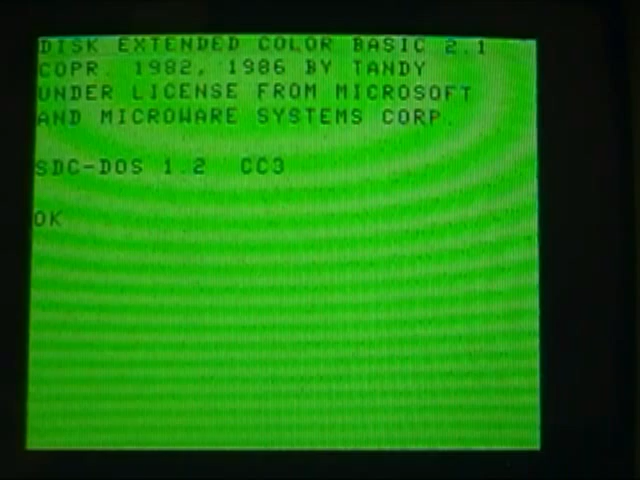 DISK EXTENDED COLOR BASIC 2.1
COPR. 1982, 1986 BY TANDY
UNDER LICENSE FROM MICROSOFT
AND MICROWARE SYSTEMS CORP.
SDC-DOS 1.2 CC3
OK